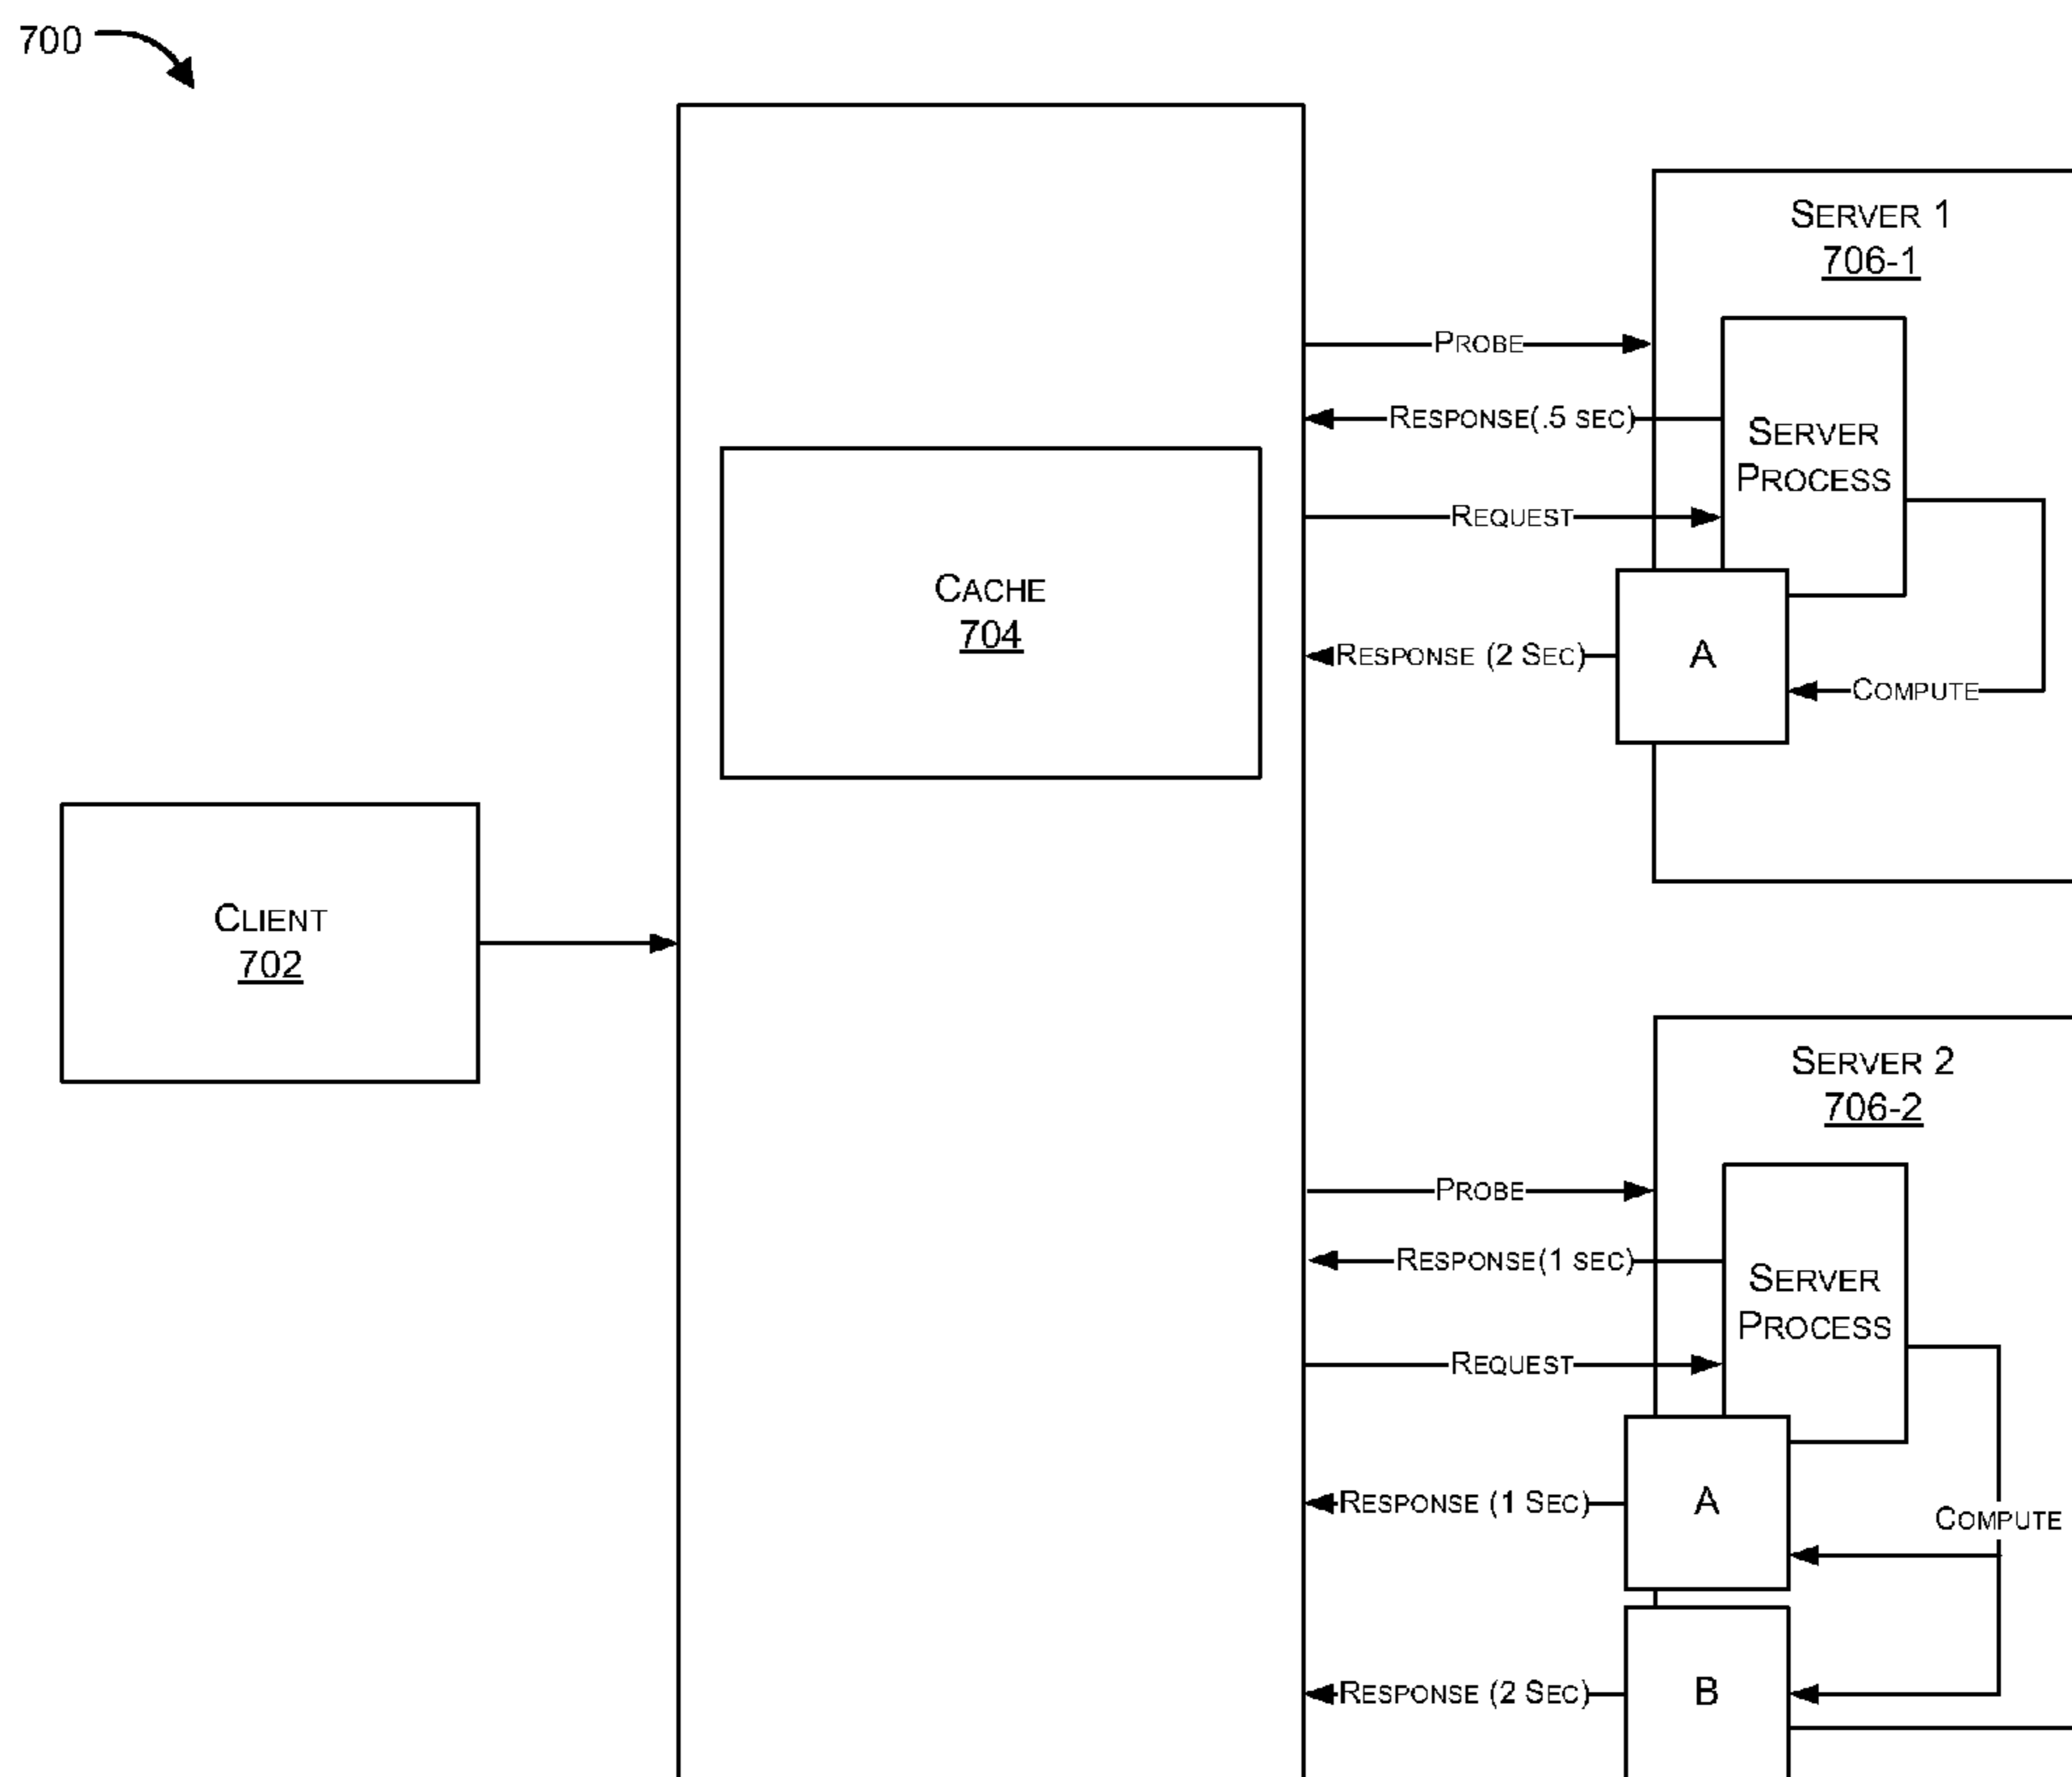 700
SERVER 1
706-1
PROBE
RESPONSE(.5 SEC)
SERVER
PROCESS
REQUEST
CACHE
704
RESPONSE (2 SEC)
A
COMPUTE
CLIENT
702
SERVER 2
706-2
PROBE
RESPONSE(1 SEC)
SERVER
PROCESS
REQUEST
RESPONSE (1 SEC)
A
COMPUTE
RESPONSE (2 SEC)
B